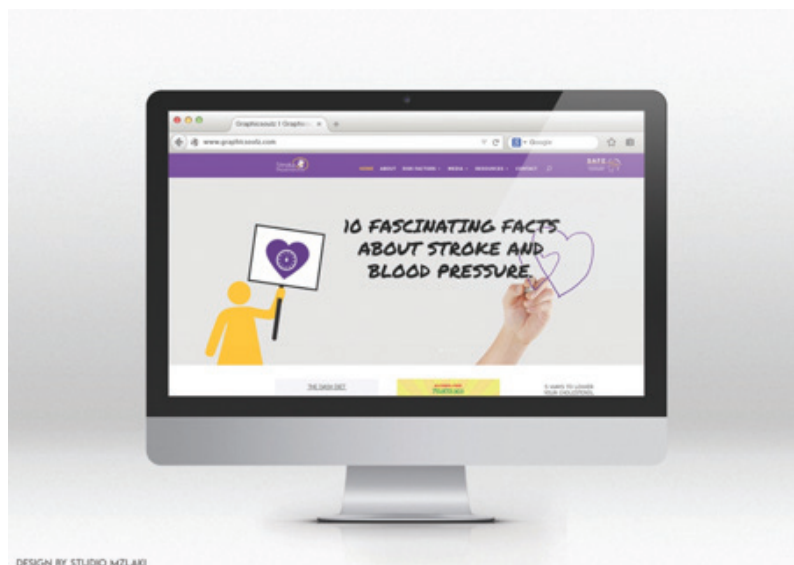 Graphicsoulz | Graphic
www.graphicsoulz.com
Google
HOME ABOUT RISK FACTORS MEDIA RESOURCES CONTACT
SAFE
10 FASCINATING FACTS
ABOUT STROKE AND
BLOOD PRESSURE.
THE DASH DIET
5 WAYS TO LOWER
YOUR CHOLESTEROL
DESIGN BY STUDIO MZLAKI